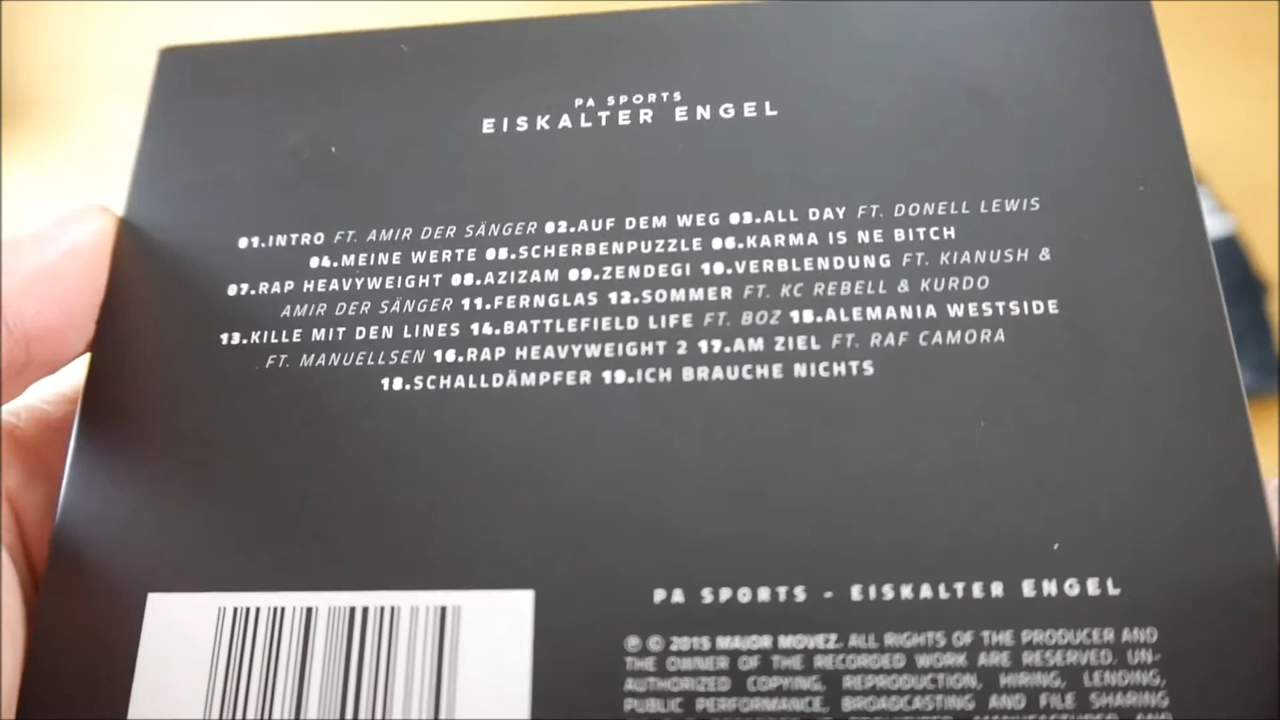 PA SPORTS
EISKALTER ENGEL
01.INTRO FT. AMIR DER SÄNGER 02.AUF DEM WEG 03.ALL DAY FT. DONELL LEWIS
04.MEINE WERTE 05.SCHERBENPUZZLE 06.KARMA IS NE BITCH
07.RAP HEAVYWEIGHT 08.AZIZAM 09.ZENDEGI 10.VERBLENDUNG FT. KIANUSH &
AMIR DER SÄNGER 11.FERNGLAS 12.SOMMER FT. KC REBELL & KURDO
13.KILLE MIT DEN LINES 14.BATTLEFIELD LIFE FT. BOZ 15.ALEMANIA WESTSIDE
FT. MANUELLSEN 16.RAP HEAVYWEIGHT 2 17.AM ZIEL FT. RAF CAMORA
18.SCHALLDÄMPFER 19.ICH BRAUCHE NICHTS
PA SPORTS - EISKALTER ENGEL
℗ © 2015 MAJOR MOVEZ. ALL RIGHTS OF THE PRODUCER AND
THE OWNER OF THE RECORDED WORK ARE RESERVED. UN-
AUTHORIZED COPYING, REPRODUCTION, HIRING, LENDING,
PUBLIC PERFORMANCE, BROADCASTING AND FILE SHARING